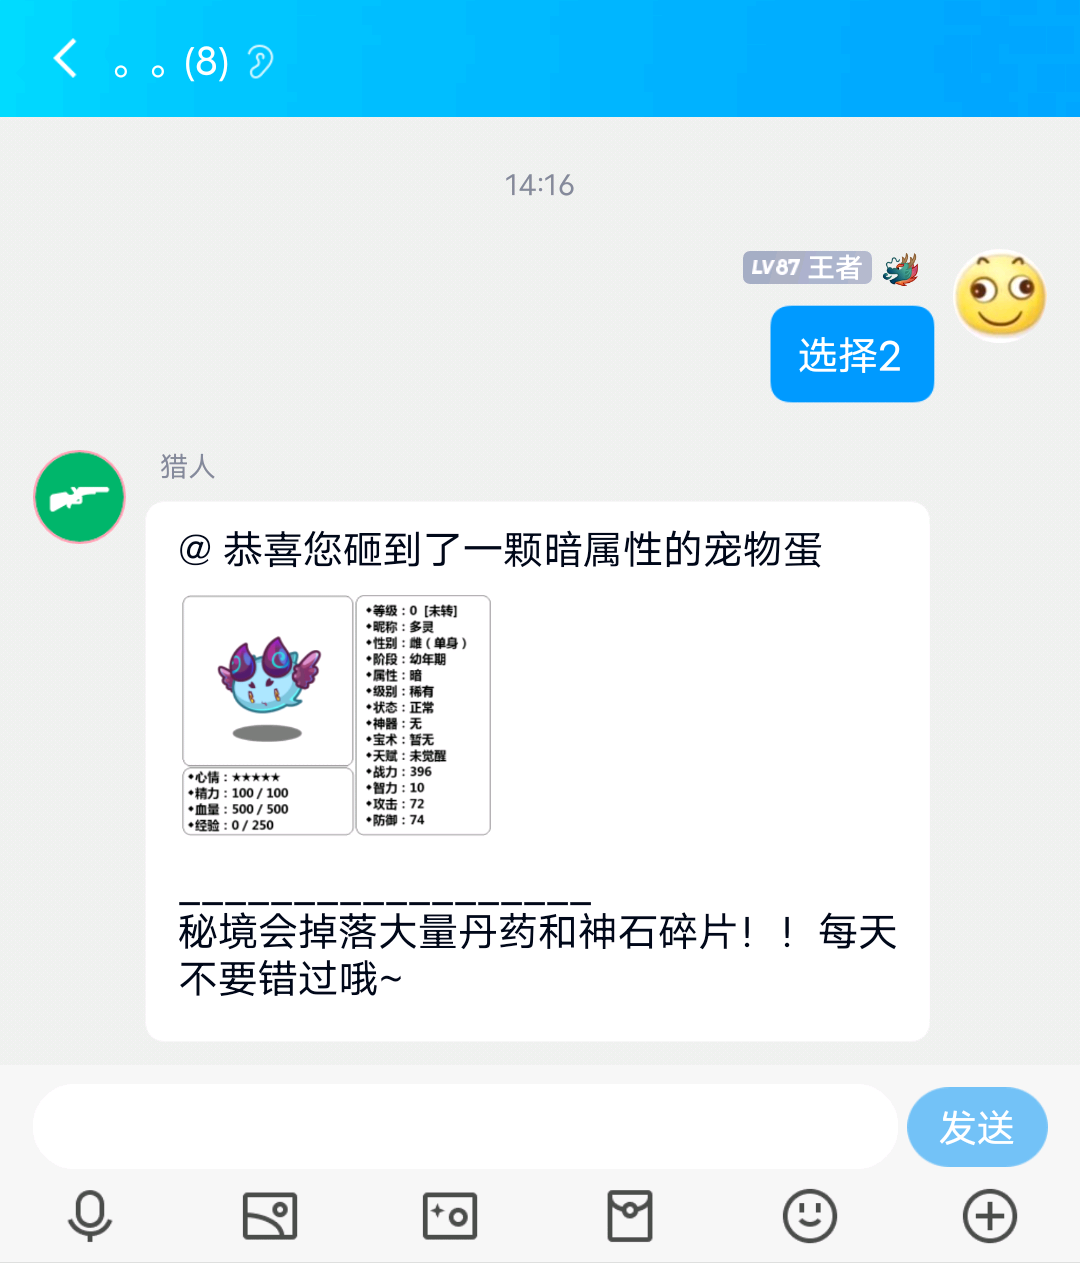 。。(8)
14:16
LV87 王者
选择2
猎人
@ 恭喜您砸到了一颗暗属性的宠物蛋
•等级：0 [未转]
•昵称：多灵
•性别：雌（单身）
•阶段：幼年期
•属性：暗
•级别：稀有
•状态：正常
•神器：无
•宝术：暂无
•天赋：未觉醒
•战力：396
•智力：10
•攻击：72
•防御：74
•心情：★★★★★
•精力：100 / 100
•血量：500 / 500
•经验：0 / 250
__________________
秘境会掉落大量丹药和神石碎片！！每天
不要错过哦~
发送